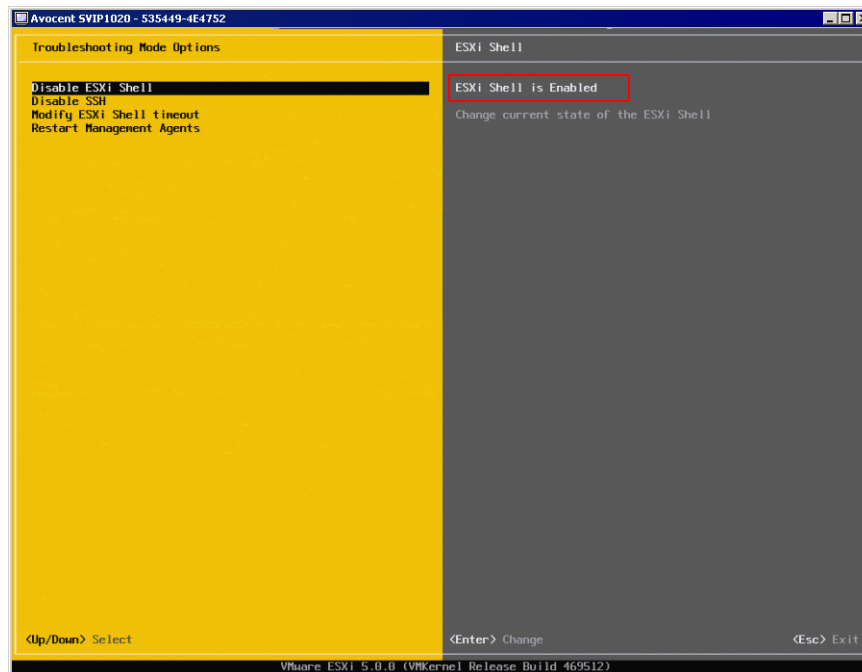 Avocent SVIP1020 - 535449-4E4752
Troubleshooting Mode Options
ESXi Shell
Disable ESXi Shell
Disable SSH
Modify ESXi Shell timeout
Restart Management Agents
ESXi Shell is Enabled
Change current state of the ESXi Shell
<Up/Down> Select
<Enter> Change
<Esc> Exit
VMware ESXi 5.0.0 (VMKernel Release Build 469512)